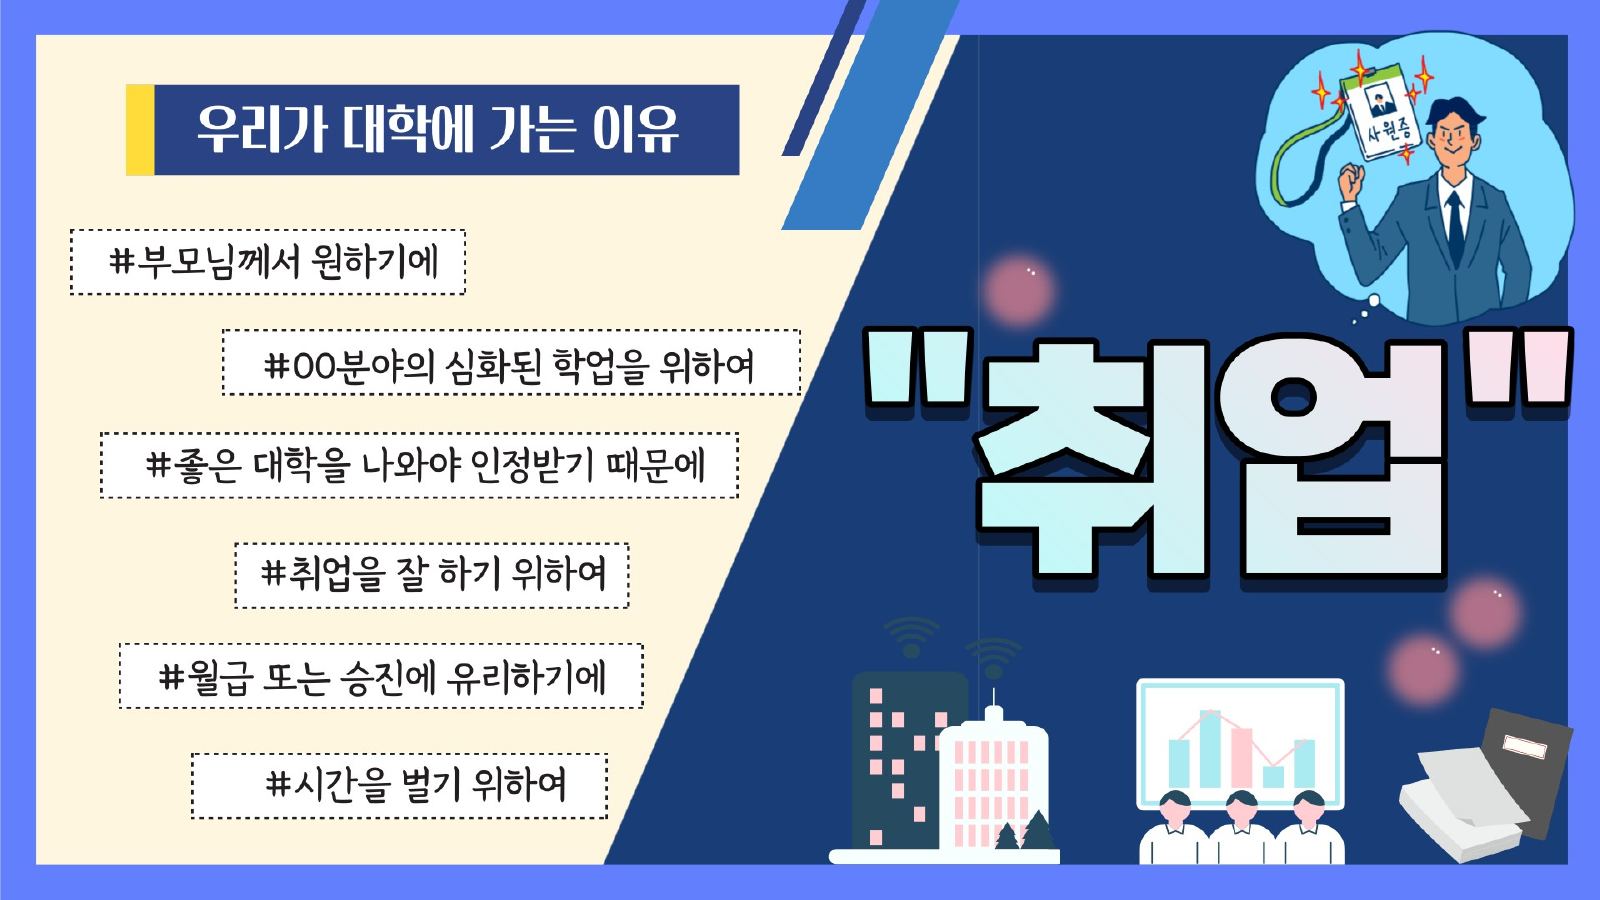 우리가 대학에 가는 이유
#부모님께서 원하기에
#OO분야의 심화된 학업을 위하여
#좋은 대학을 나와야 인정받기 때문에
#취업을 잘 하기 위하여
#월급 또는 승진에 유리하기에
#시간을 벌기 위하여
사원증
"취업"